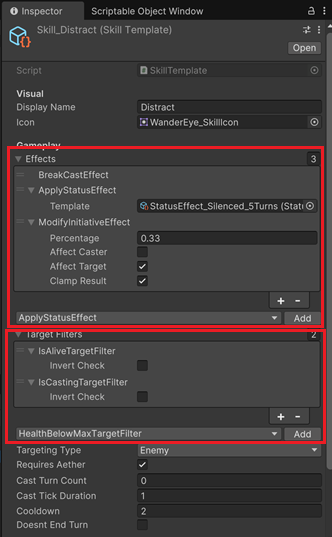 Inspector
Scriptable Object Window
Skill_Distract (Skill Template)
Open
Script
SkillTemplate
Visual
Display Name
Distract
Icon
WanderEye_SkillIcon
Gameplay
Effects
3
BreakCastEffect
ApplyStatusEffect
Template
StatusEffect_Silenced_5Turns (Statu
ModifyInitiativeEffect
Percentage
0.33
Affect Caster
Affect Target
Clamp Result
+ -
ApplyStatusEffect
Add
Target Filters
2
IsAliveTargetFilter
Invert Check
IsCastingTargetFilter
Invert Check
+ -
HealthBelowMaxTargetFilter
Add
Targeting Type
Enemy
Requires Aether
Cast Turn Count
0
Cast Tick Duration
1
Cooldown
2
Doesnt End Turn